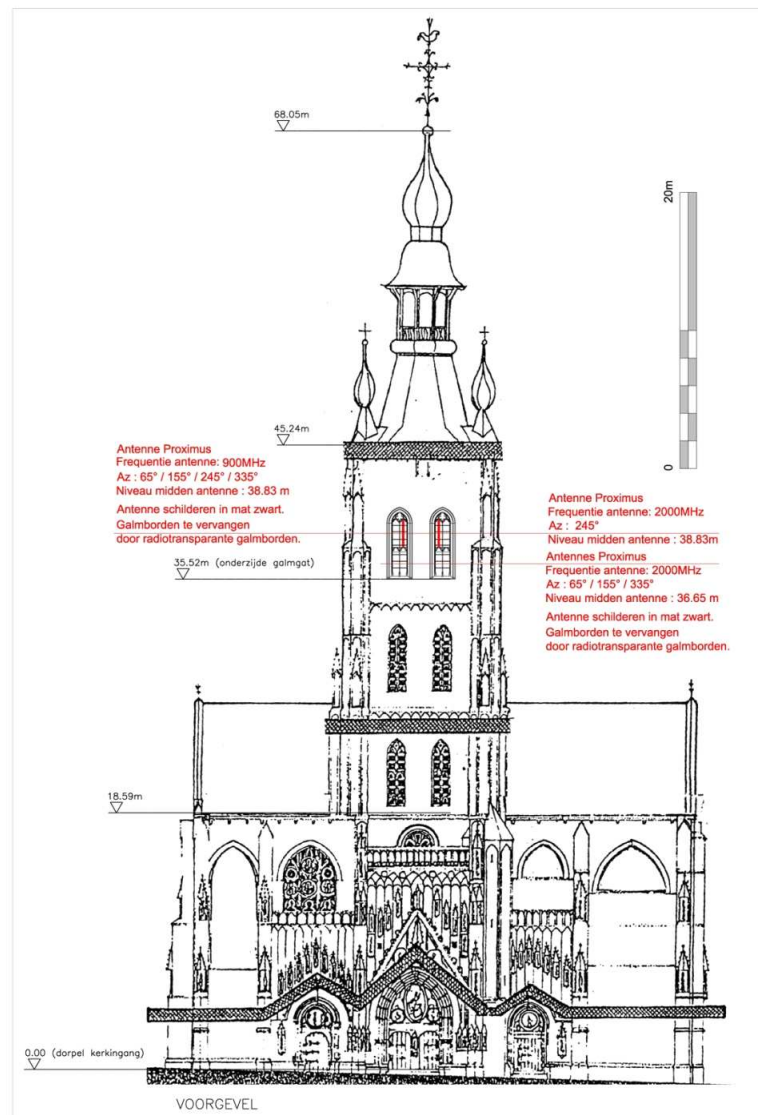 68.05m
20m
0
45.24m
Antenne Proximus
Frequentie antenne: 900MHz
Az : 65° / 155° / 245° / 335°
Niveau midden antenne : 38.83 m
Antenne schilderen in mat zwart.
Galmborden te vervangen
door radiotransparante galmborden.
Antenne Proximus
Frequentie antenne: 2000MHz
Az : 245°
Niveau midden antenne : 38.83m
Antennes Proximus
Frequentie antenne: 2000MHz
Az : 65° / 155° / 335°
Niveau midden antenne : 36.65 m
Antenne schilderen in mat zwart.
Galmborden te vervangen
door radiotransparante galmborden.
35.52m (onderzijde galmgat)
18.59m
0.00 (dorpel kerkingang)
VOORGEVEL